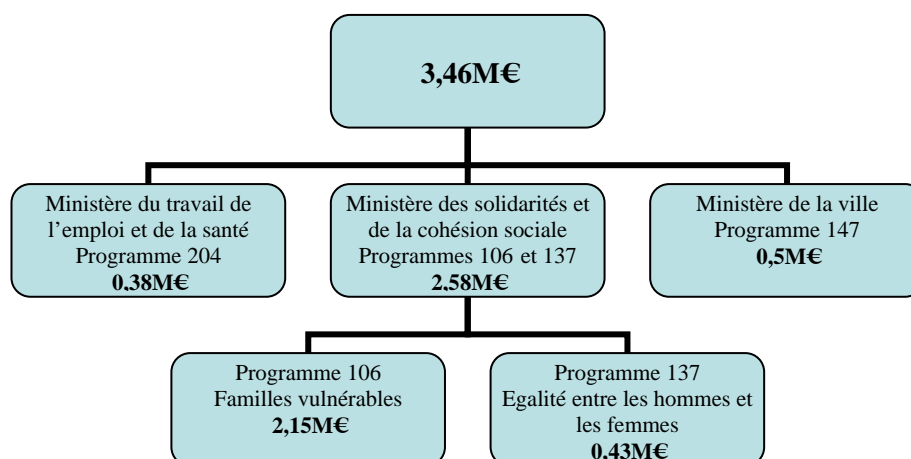 3,46M€
Ministère du travail de
l'emploi et de la santé
Programme 204
0,38M€
Ministère des solidarités et
de la cohésion sociale
Programmes 106 et 137
2,58M€
Ministère de la ville
Programme 147
0,5M€
Programme 106
Familles vulnérables
2,15M€
Programme 137
Egalité entre les hommes et
les femmes
0,43M€